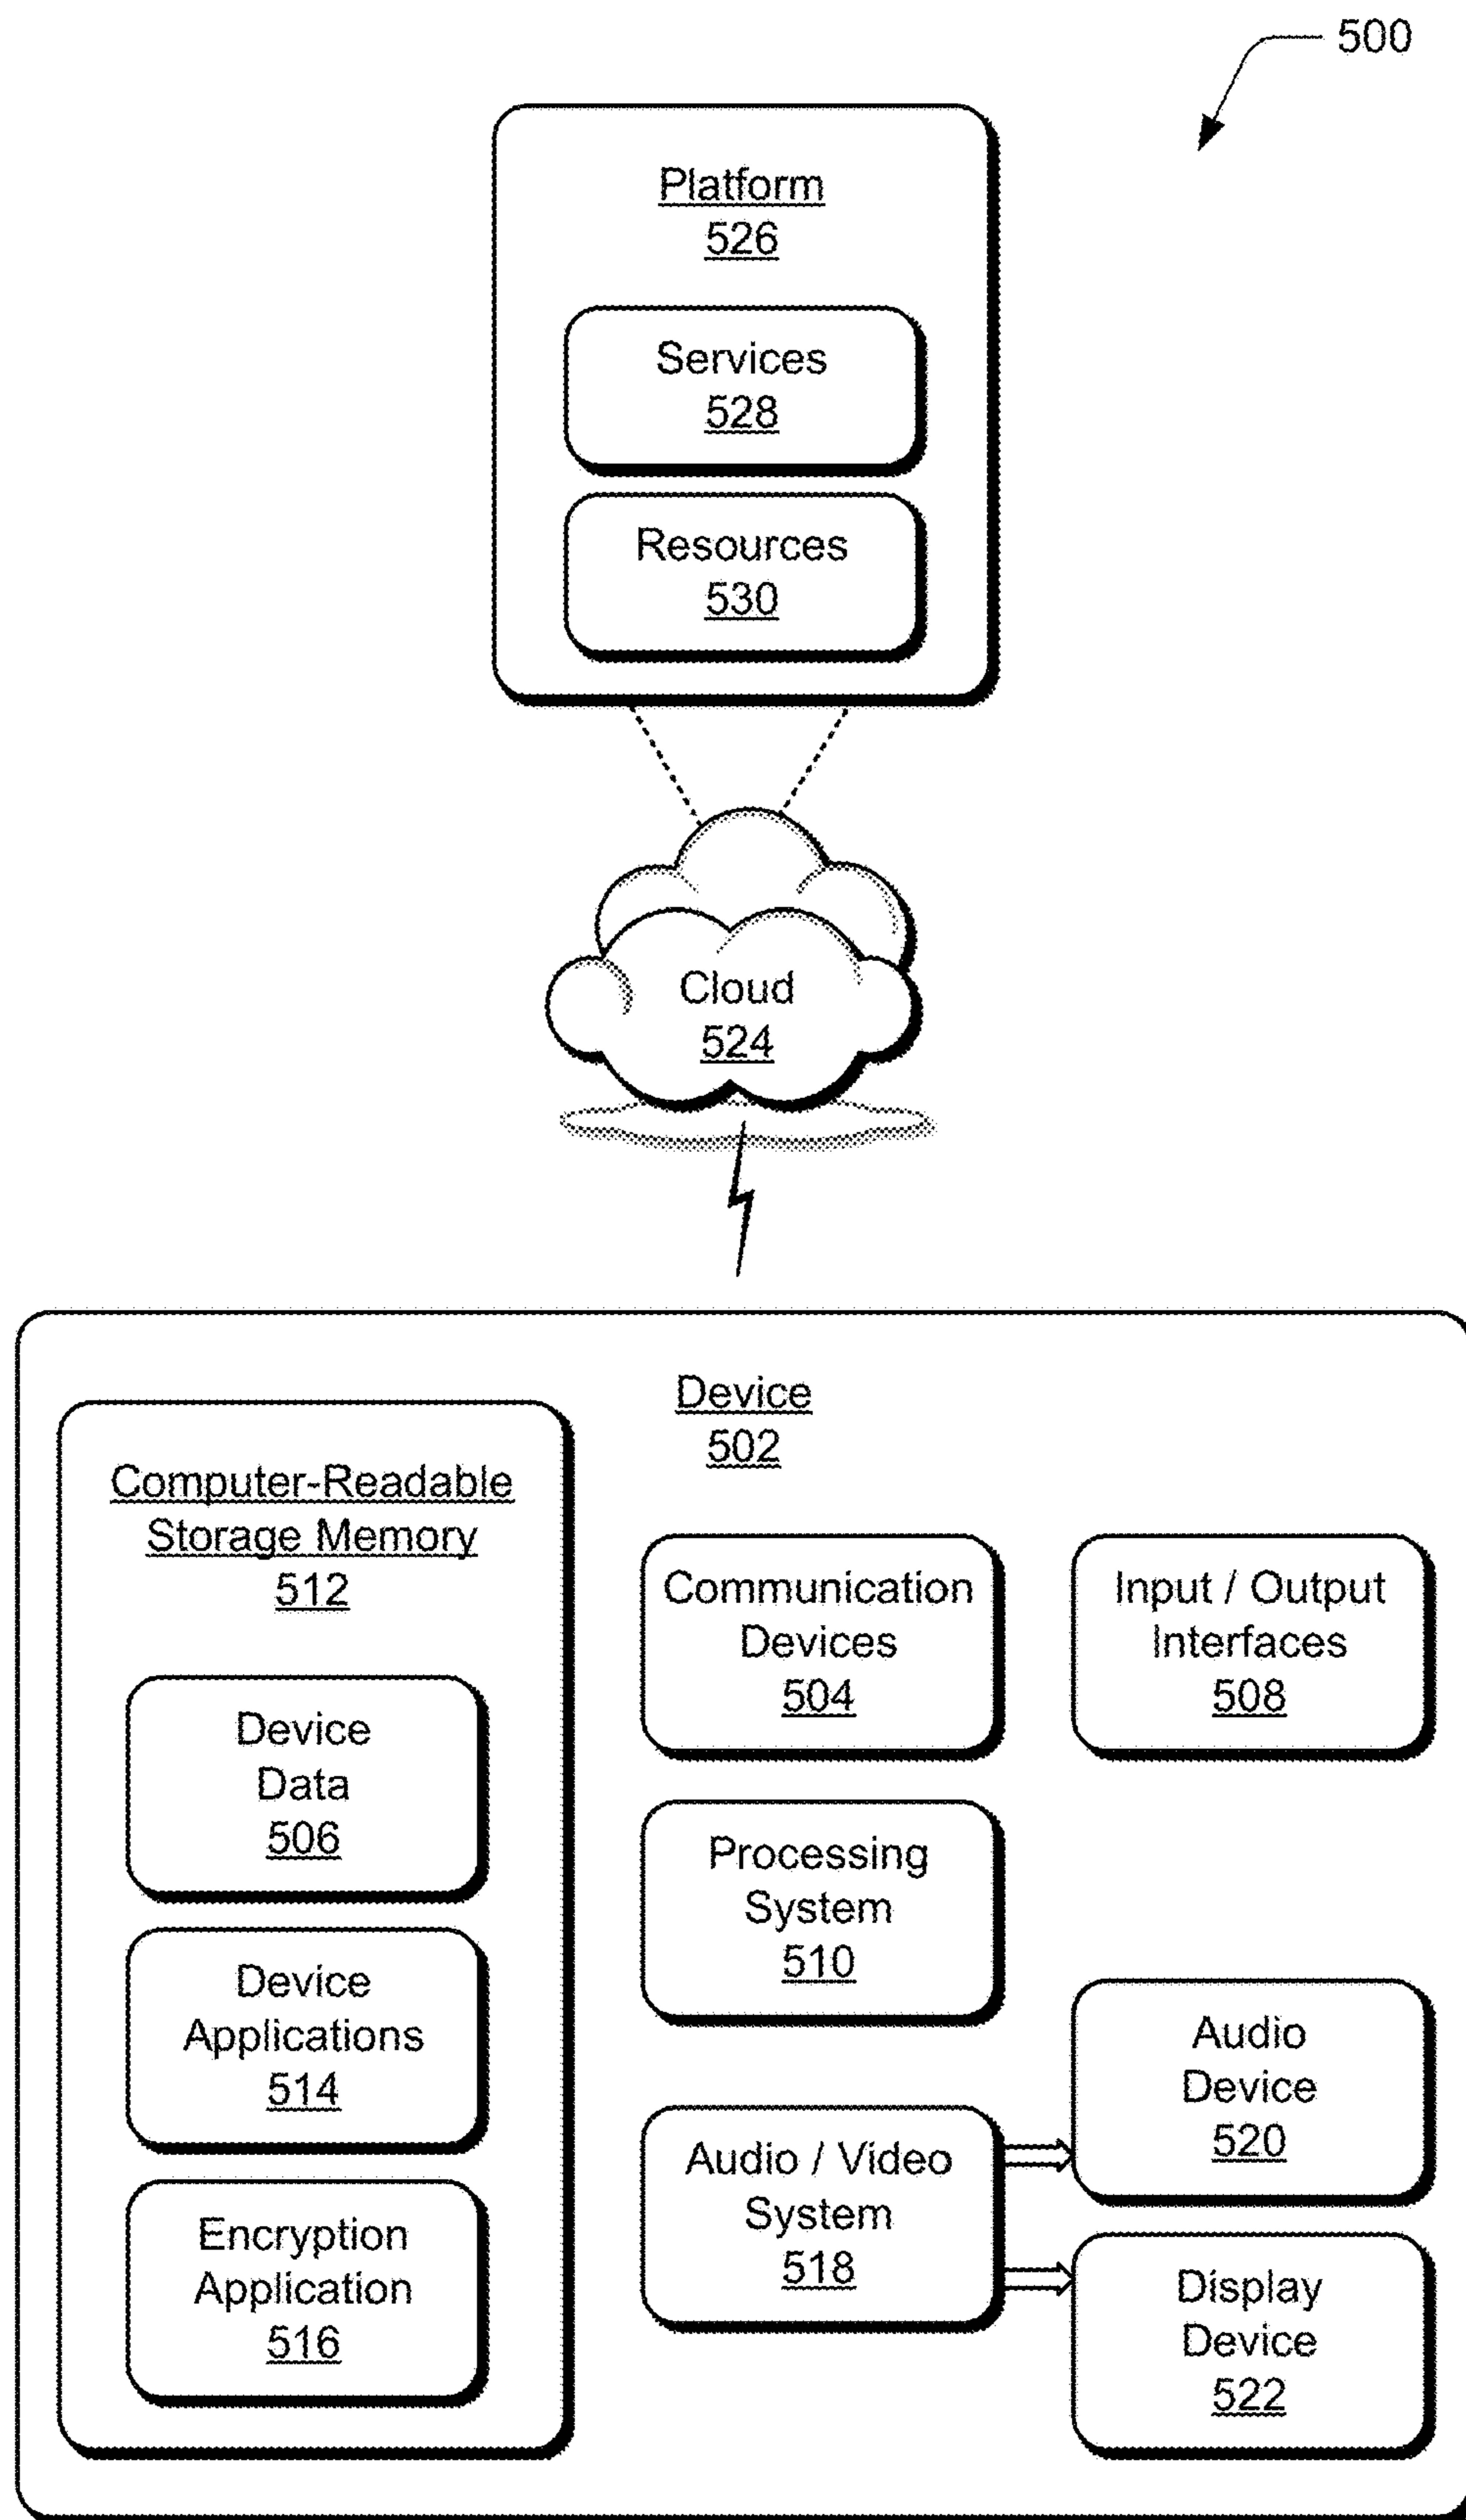 500
Platform
526
Services
528
Resources
530
Cloud
524
Device
502
Computer-Readable
Storage Memory
512
Device
Data
506
Device
Applications
514
Encryption
Application
516
Communication
Devices
504
Input / Output
Interfaces
508
Processing
System
510
Audio / Video
System
518
Audio
Device
520
Display
Device
522